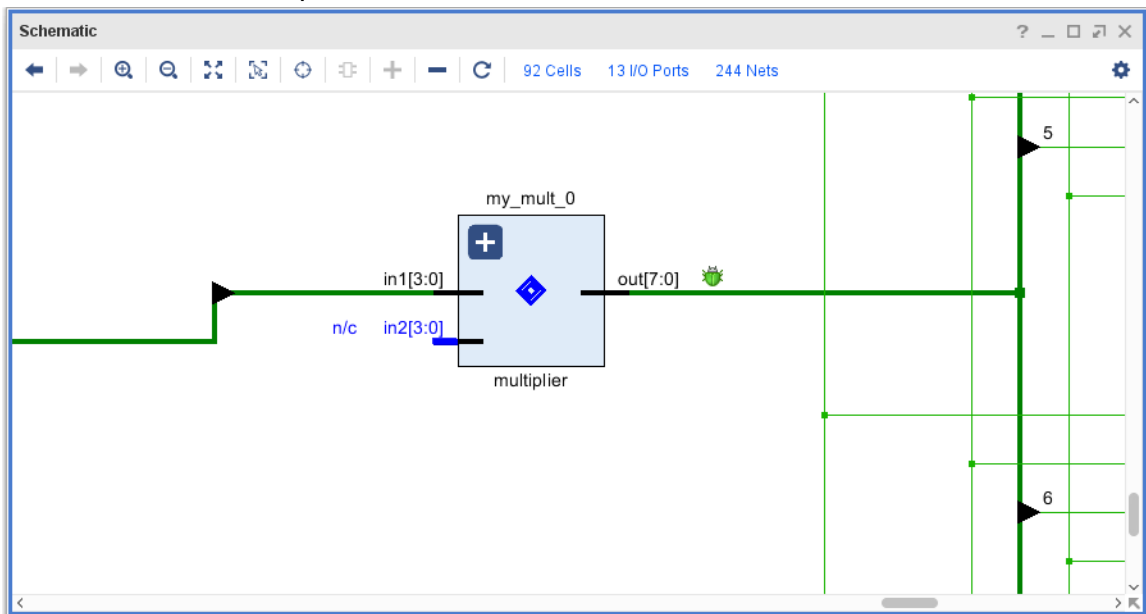 Schematic
92 Cells 13 I/O Ports 244 Nets
5
my_mult_0
in1[3:0] out[7:0]
n/c in2[3:0]
multiplier
6